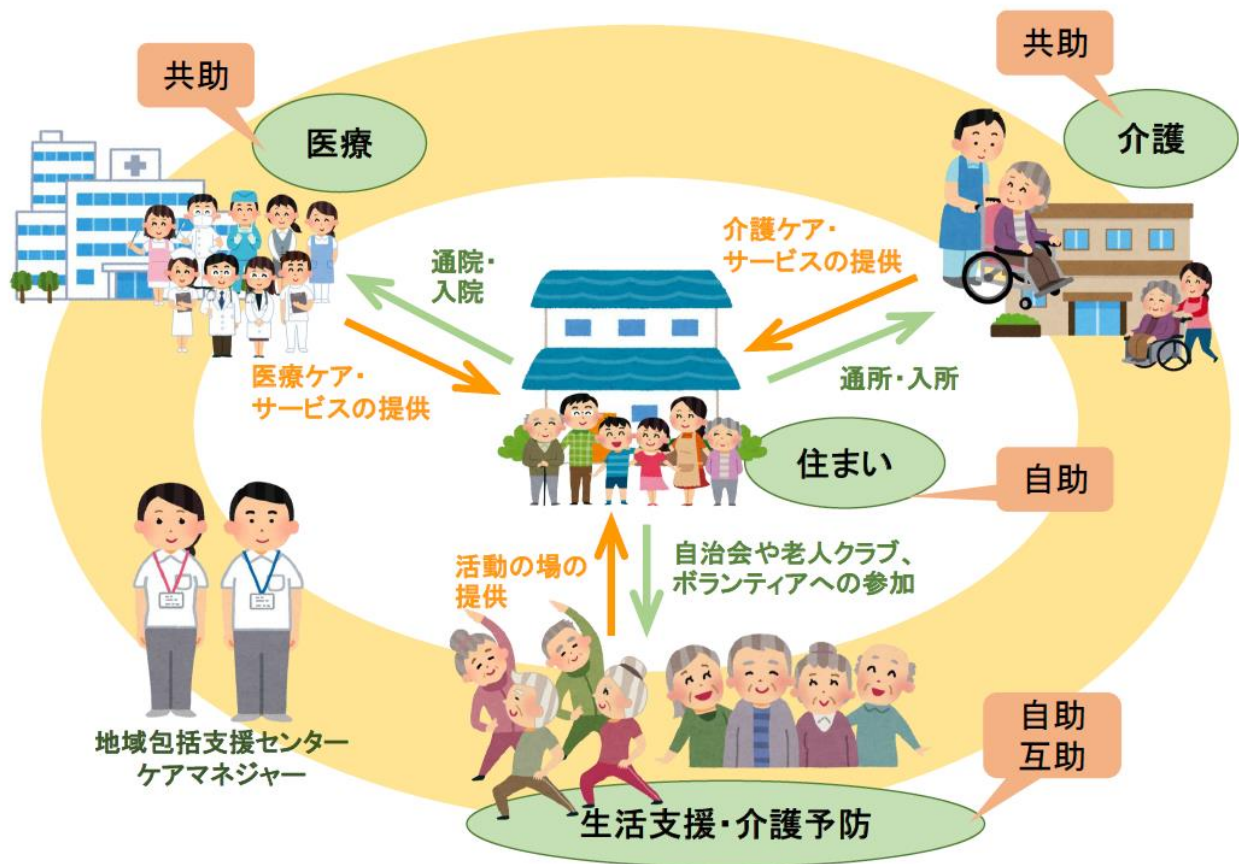 共助
医療
共助
介護
通院・
入院
医療ケア・
サービスの提供
介護ケア・
サービスの提供
通所・入所
住まい
自助
活動の場の
提供
自治会や老人クラブ、
ボランティアへの参加
地域包括支援センター
ケアマネジャー
自助
互助
生活支援・介護予防